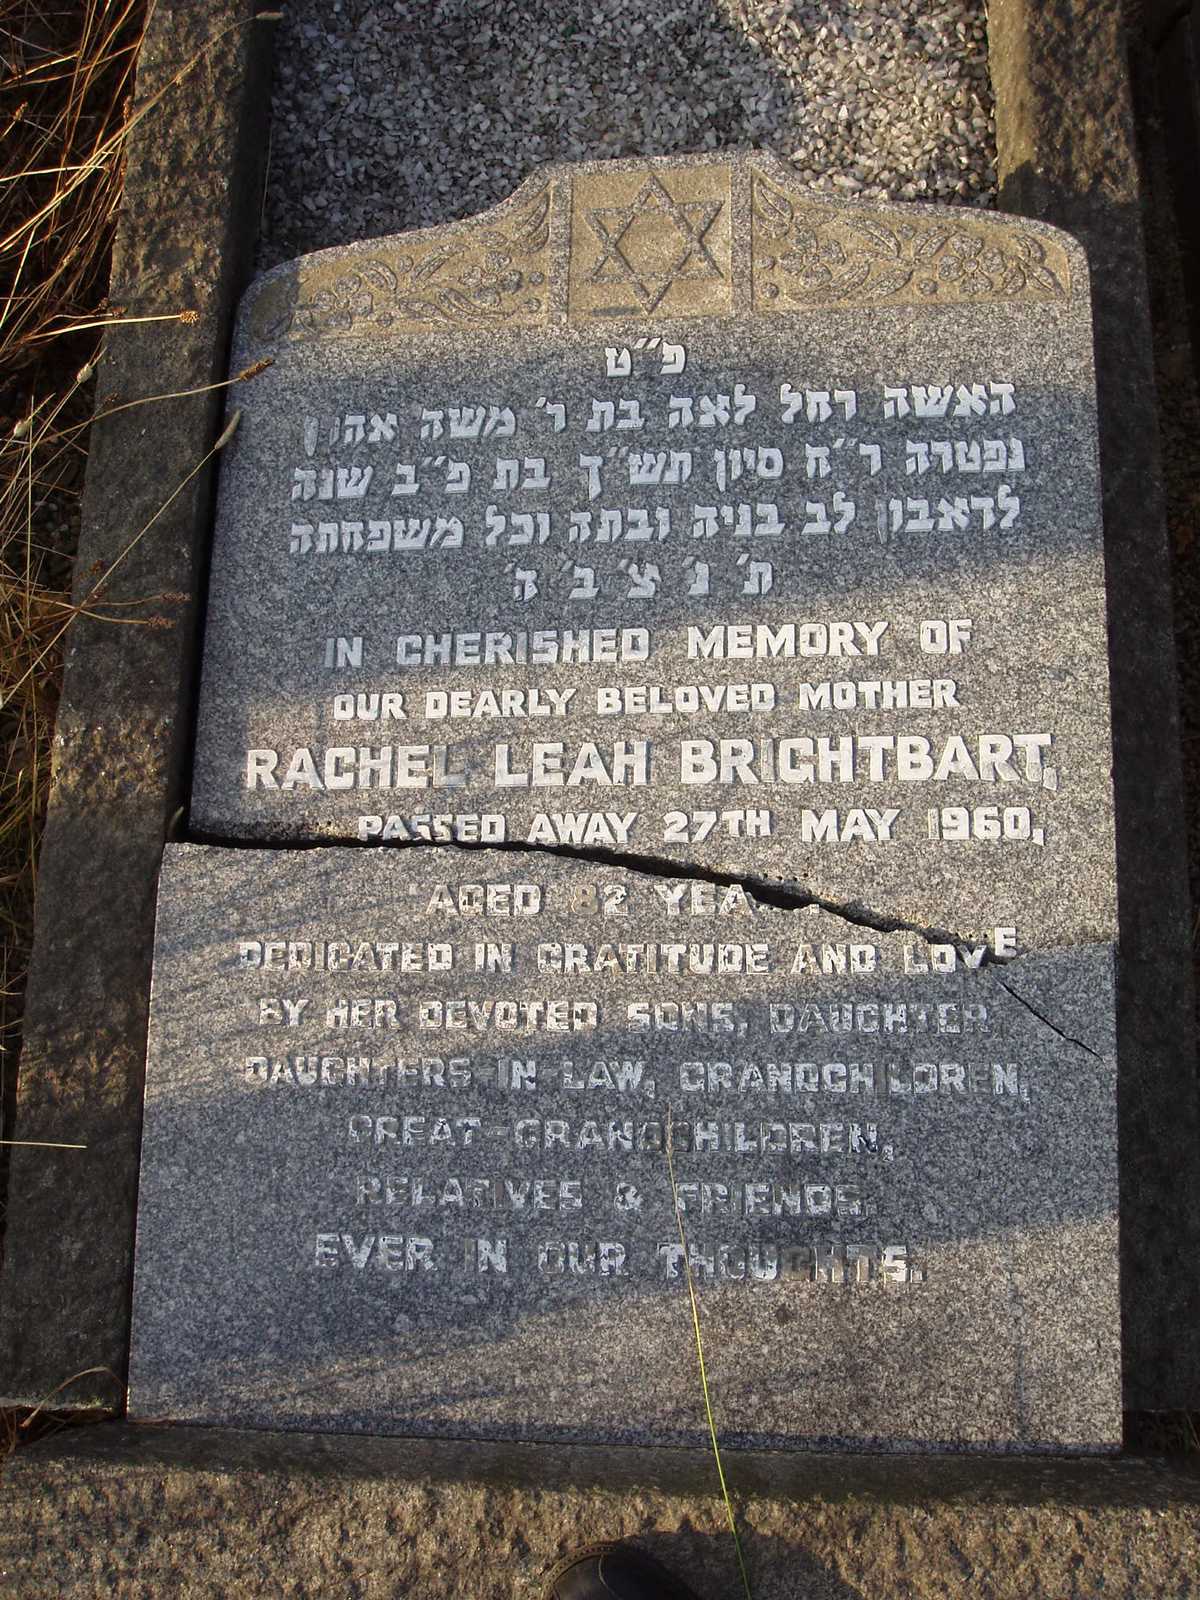 פ״ט
האשה רחל לאה בת ר׳ משה אהרן
נפטרה ר״ח סיון תש״ך בת פ״ב שנה
לדאבון לב בניה ובתה וכל משפחתה
ת׳ נ׳ צ׳ ב׳ ה׳
IN CHERISHED MEMORY OF
OUR DEARLY BELOVED MOTHER
RACHEL LEAH BRIGHTBART,
PASSED AWAY 27TH MAY 1960,
AGED 82
DEDICATED IN GRATITUDE AND LOVE
BY HER DEVOTED SONS, DAUGHTER
DAUGHTERS-IN-LAW, GRANDCHILDREN,
GREAT-GRANDCHILDREN,
RELATIVES & FRIENDS.
EVER IN OUR THOUGHTS.